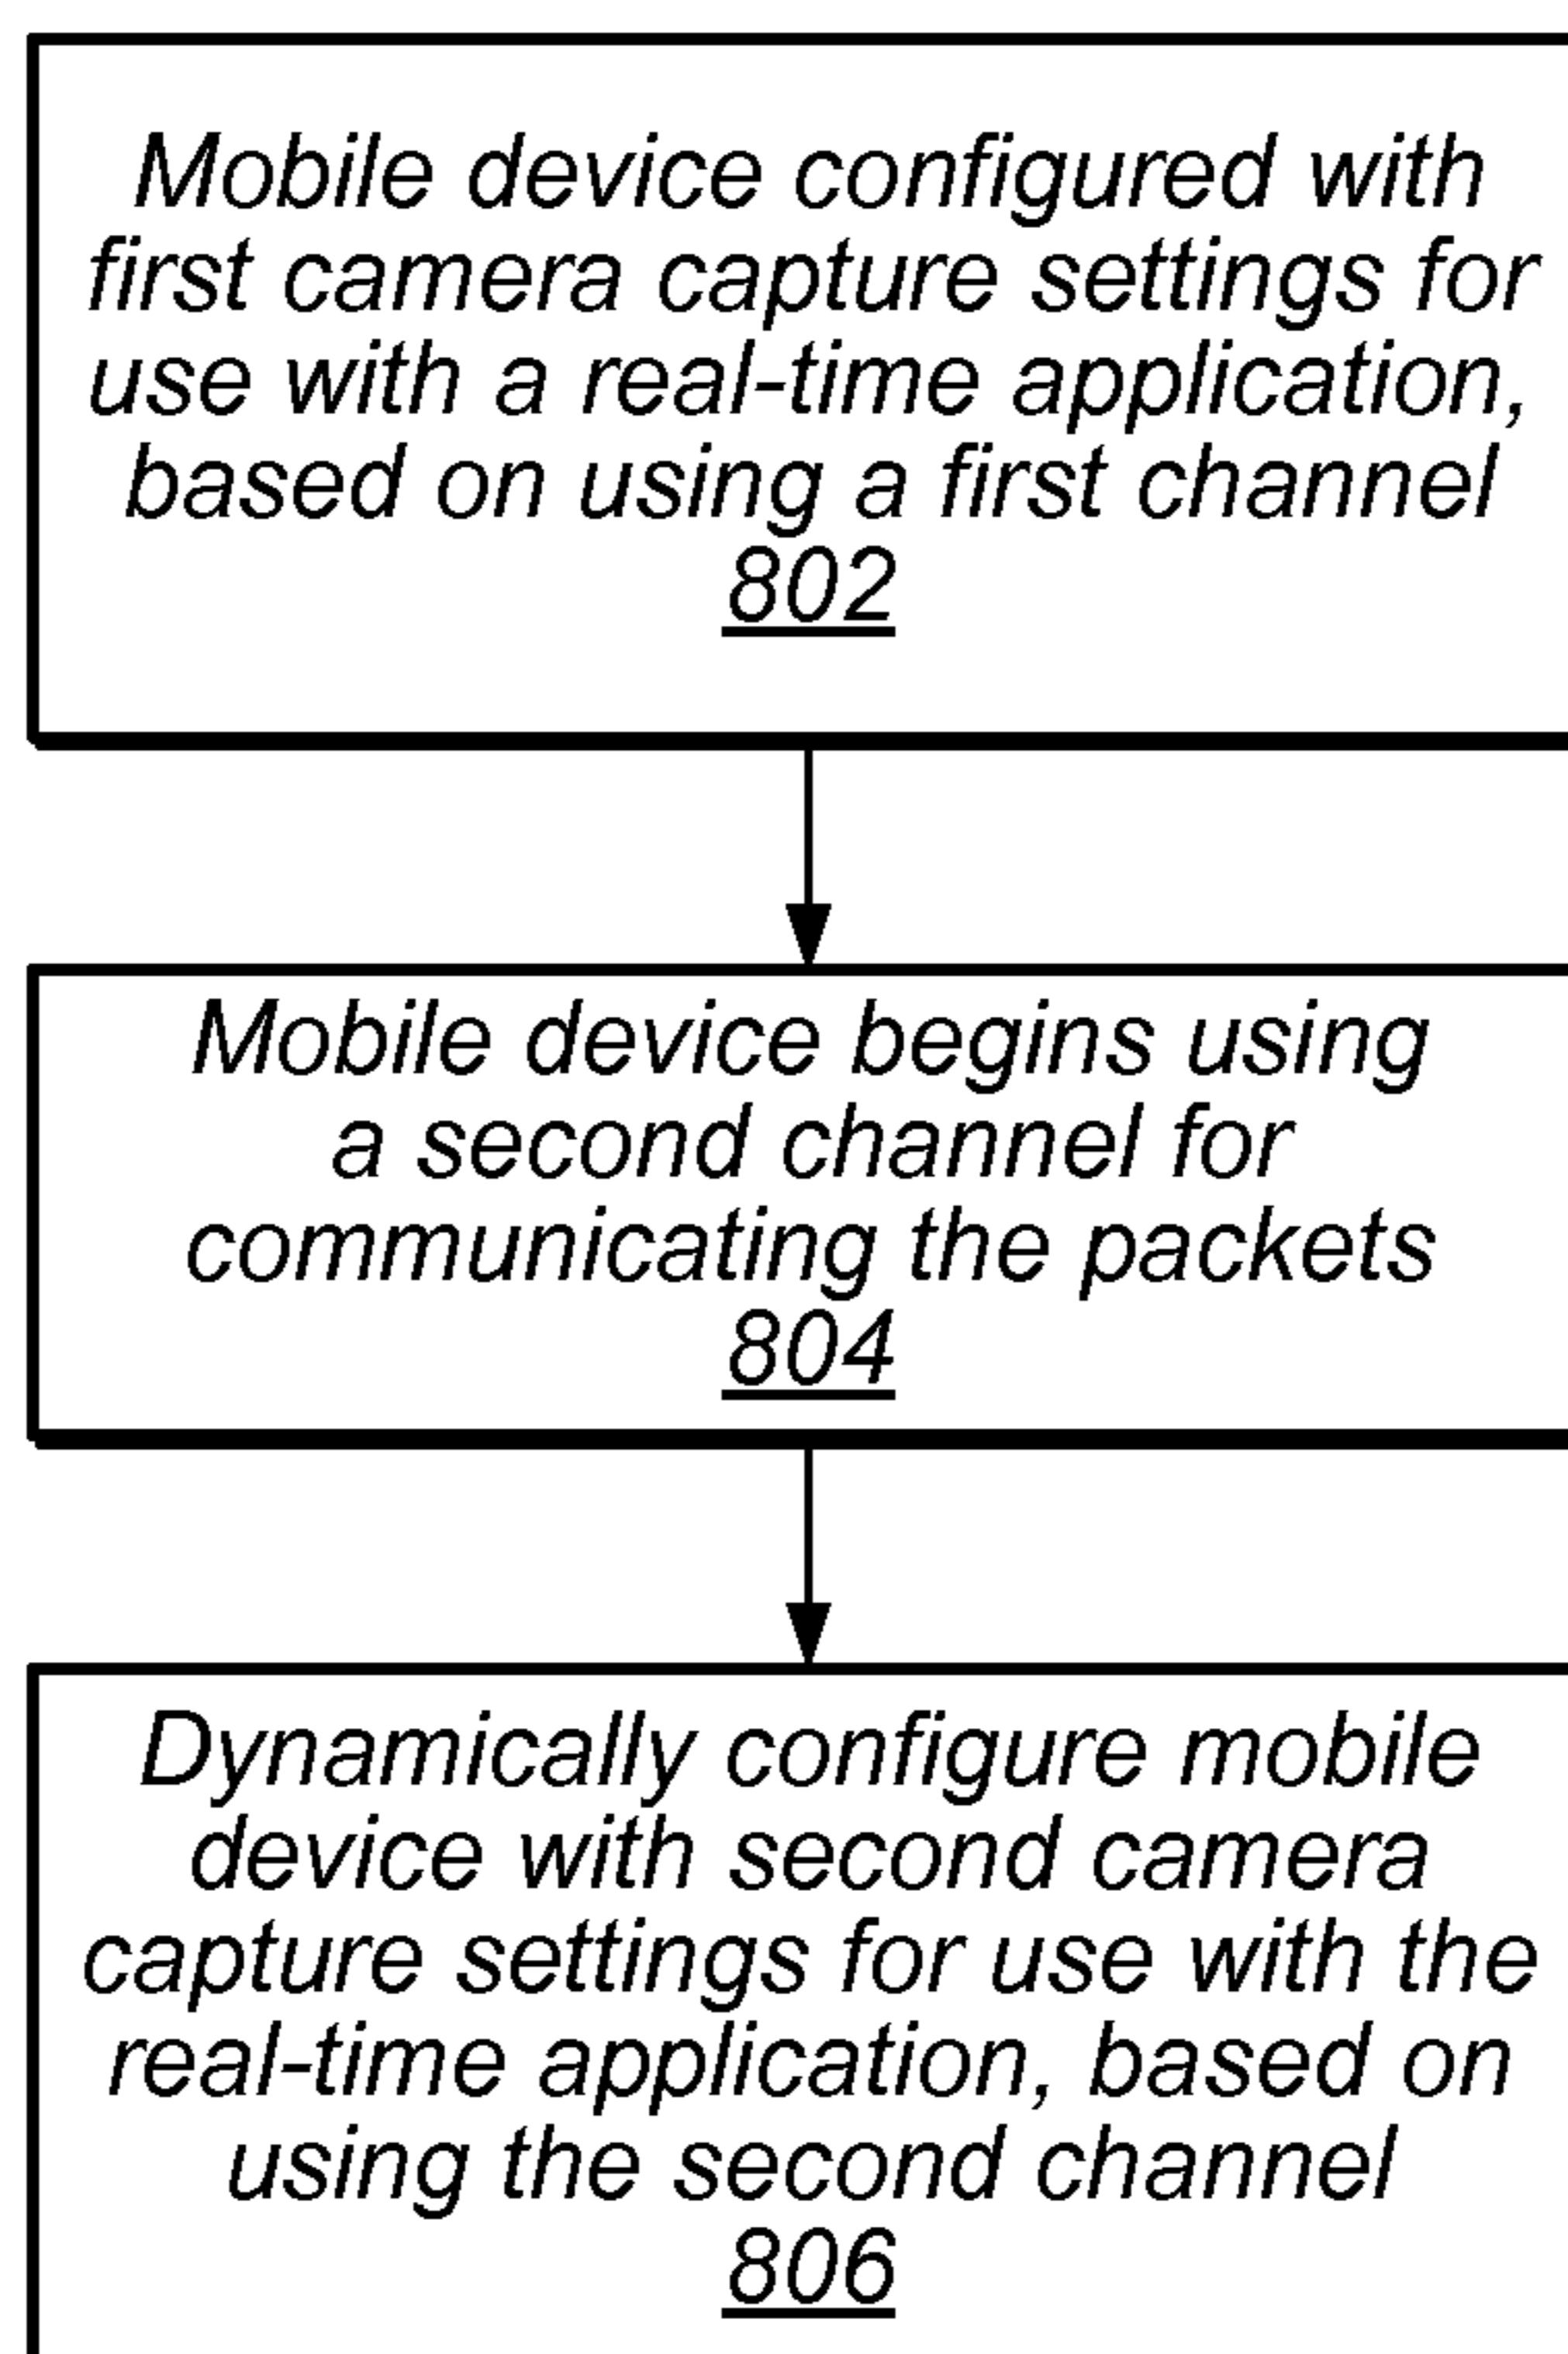 Mobile device configured with
first camera capture settings for
use with a real-time application,
based on using a first channel
802
Mobile device begins using
a second channel for
communicating the packets
804
Dynamically configure mobile
device with second camera
capture settings for use with the
real-time application, based on
using the second channel
806